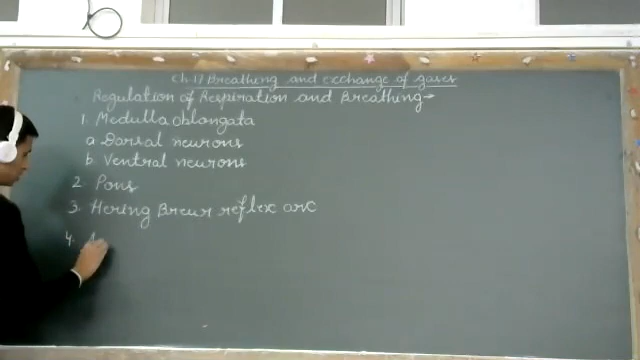 Ch.17 Breathing and exchange of gases
Regulation of Respiration and Breathing→
1. Medulla oblongata
a Dorsal neurons
b Ventral neurons
2. Pons
3. Hering Breur reflex arc
4.